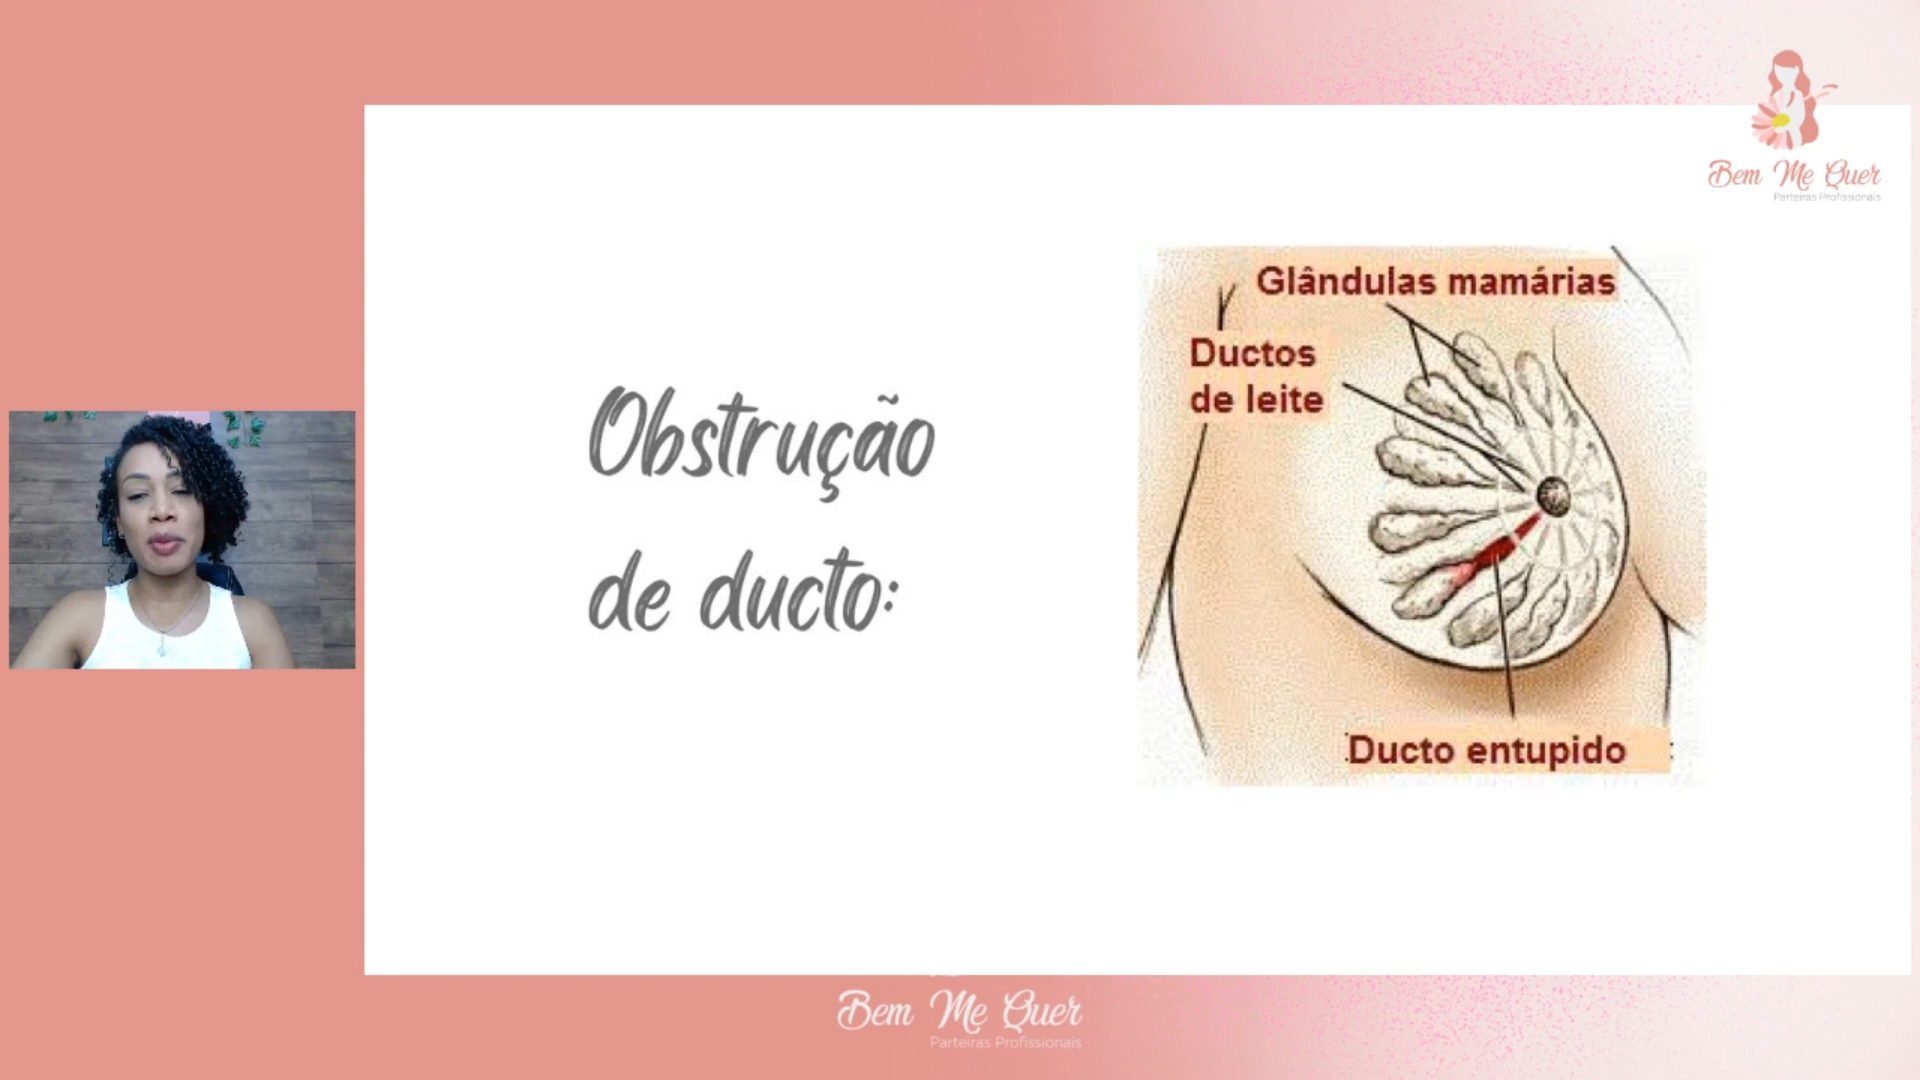 Bem Me Quer
Parteiras Profissionais
Obstrução
de ducto:
Glândulas mamárias
Ductos
de leite
Ducto entupido
Bem Me Quer
Parteiras Profissionais